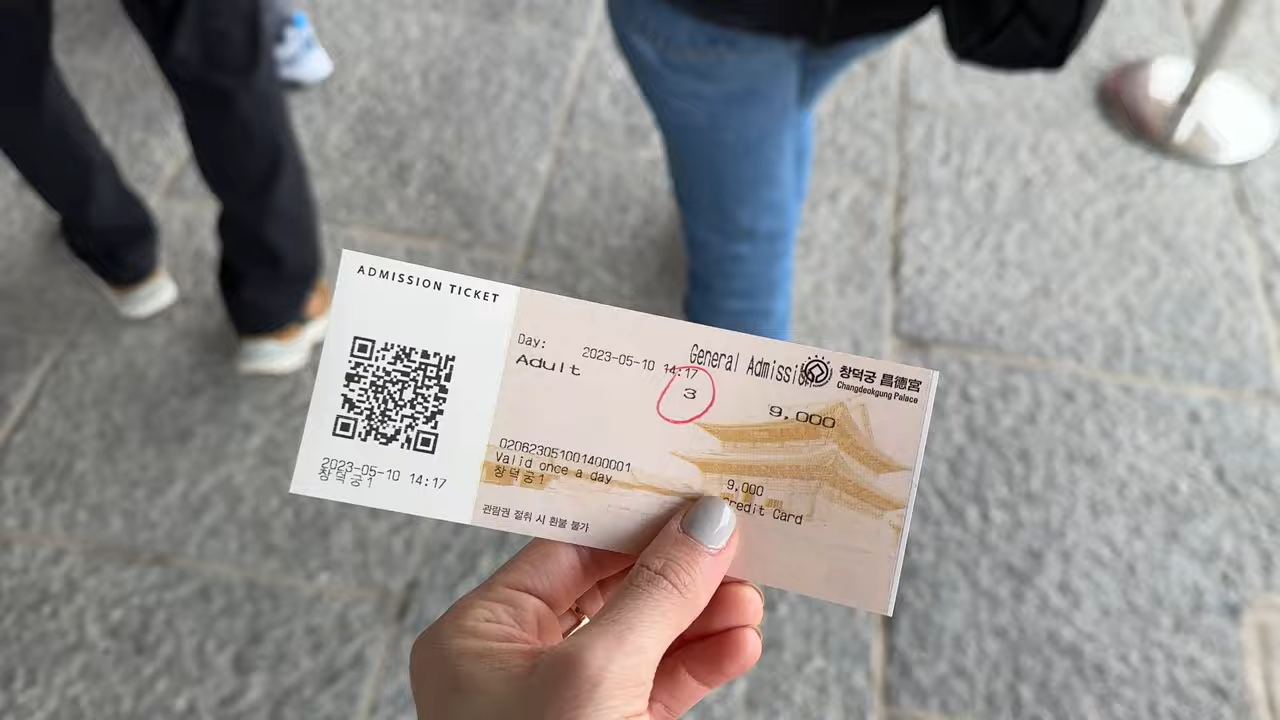 ADMISSION TICKET
2023-05-10 14:17
창덕궁1
Day: 2023-05-10 14:17
General Admission
Adult
3
9,000
창덕궁 昌德宮
Changdeokgung Palace
020623051001400001
Valid once a day
창덕궁1
9,000
Credit Card
관람권 절취 시 환불 불가